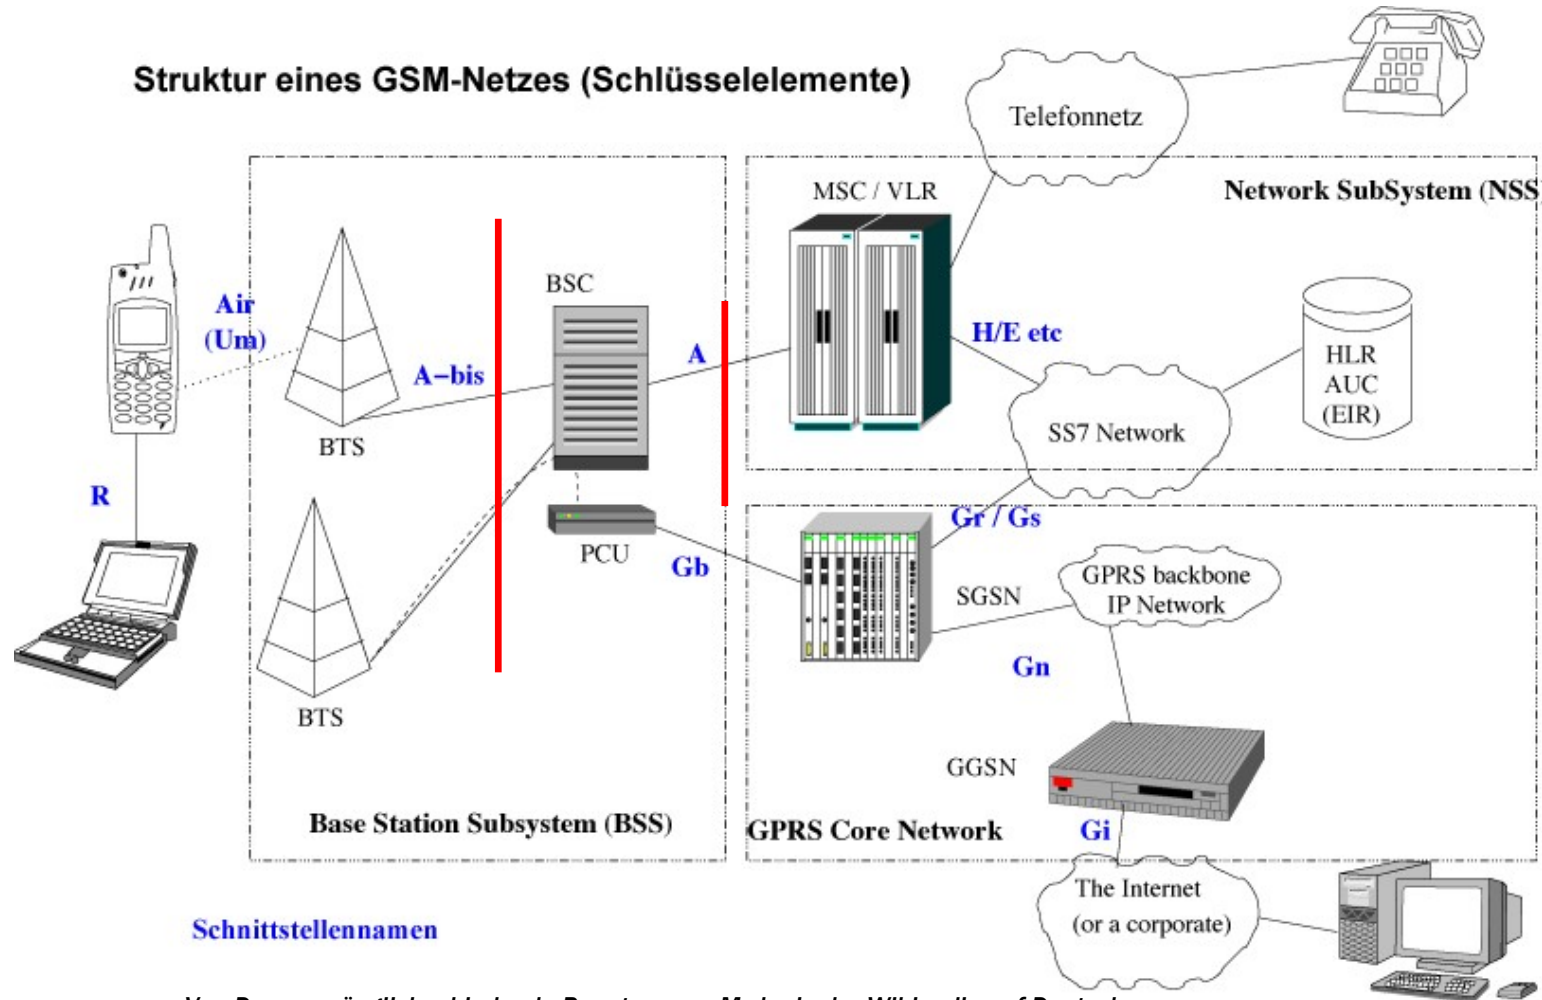 Struktur eines GSM-Netzes (Schlüsselelemente)
Telefonnetz
MSC / VLR
Network SubSystem (NSS)
Air
(Um)
BSC
A-bis
A
H/E etc
HLR
AUC
(EIR)
BTS
SS7 Network
R
Gr / Gs
PCU
Gb
SGSN
GPRS backbone
IP Network
Gn
BTS
GGSN
Base Station Subsystem (BSS)
GPRS Core Network
Gi
The Internet
(or a corporate)
Schnittstellennamen